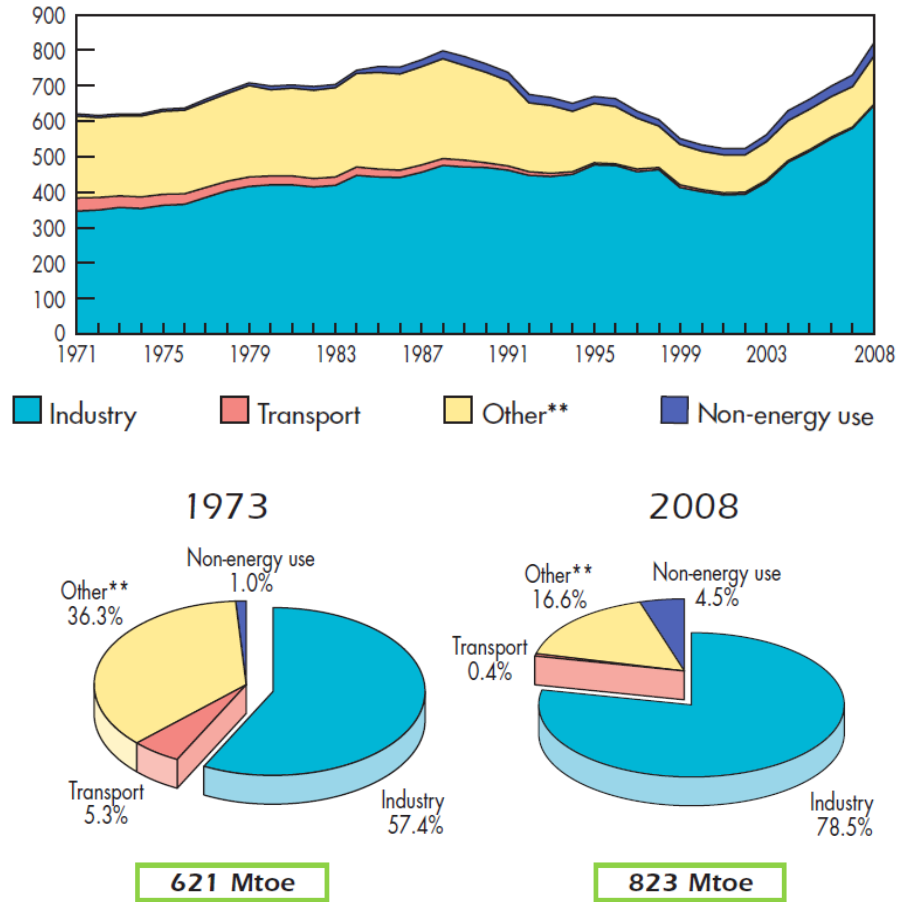 900
800
700
600
500
400
300
200
100
0
1971 1975 1979 1983 1987 1991 1995 1999 2003 2008
Industry Transport Other** Non-energy use
1973 2008
Non-energy use
1.0%
Other**
36.3%
Transport
5.3%
Industry
57.4%
621 Mtoe
Other**
16.6%
Non-energy use
4.5%
Transport
0.4%
Industry
78.5%
823 Mtoe